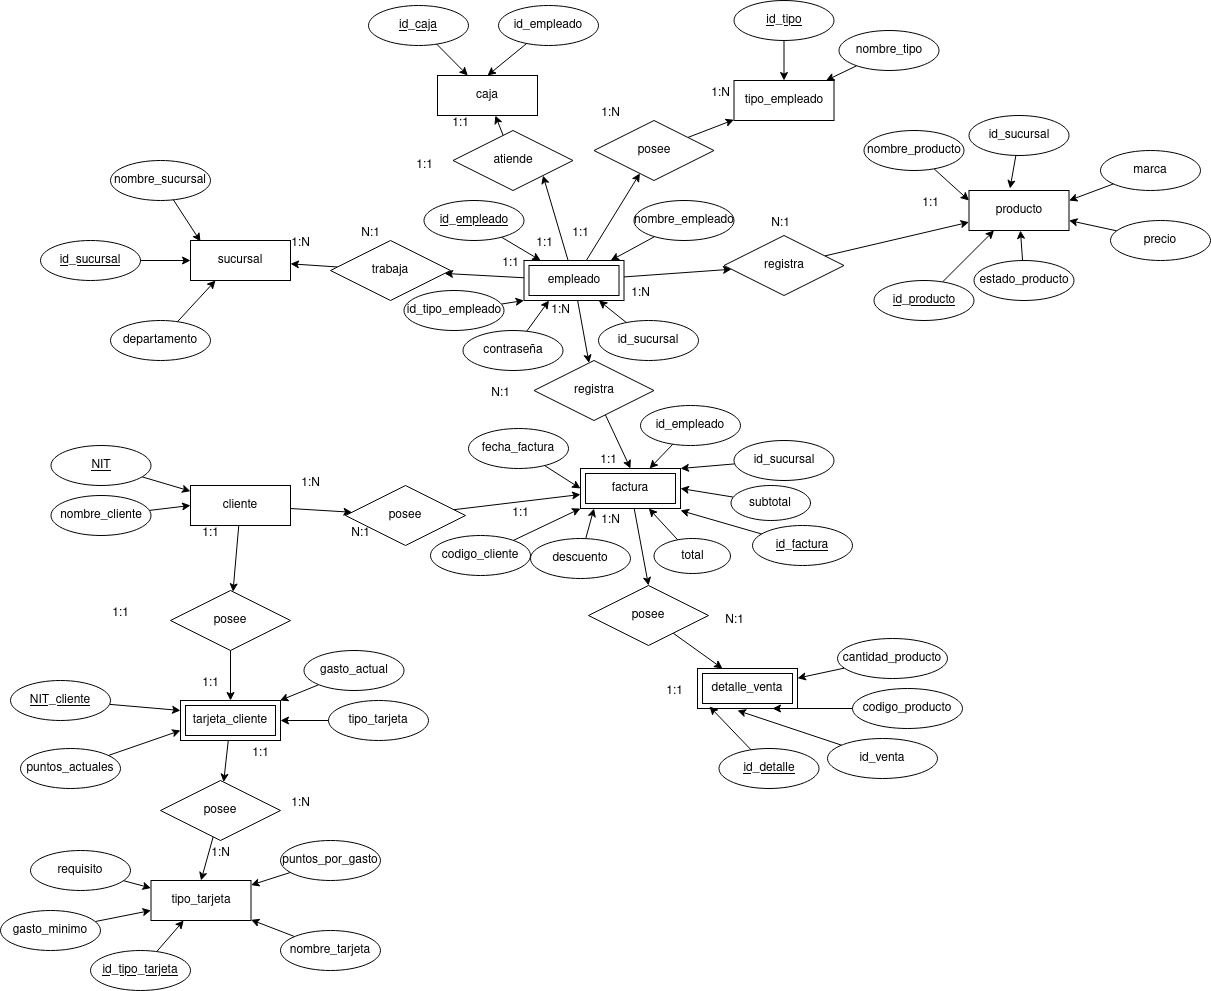 id_caja
id_empleado
id_tipo
nombre_tipo
caja
1:N
tipo_empleado
1:N
1:1
id_sucursal
nombre_producto
posee
atiende
1:1
marca
nombre_sucursal
1:1
producto
id_empleado
nombre_empleado
N:1
N:1
1:1
1:N
1:1
precio
id_sucursal
sucursal
1:1
trabaja
registra
empleado
estado_producto
1:N
id_producto
id_tipo_empleado
1:N
departamento
contraseña
id_sucursal
N:1
registra
id_empleado
fecha_factura
1:1
id_sucursal
NIT
1:N
factura
subtotal
cliente
nombre_cliente
posee
1:1
1:N
N:1
1:1
id_factura
codigo_cliente
descuento
total
1:1
posee
posee
N:1
cantidad_producto
gasto_actual
1:1
1:1
detalle_venta
NIT_cliente
codigo_producto
tarjeta_cliente
tipo_tarjeta
1:1
id_venta
puntos_actuales
id_detalle
1:N
posee
1:N
puntos_por_gasto
requisito
tipo_tarjeta
gasto_minimo
nombre_tarjeta
id_tipo_tarjeta